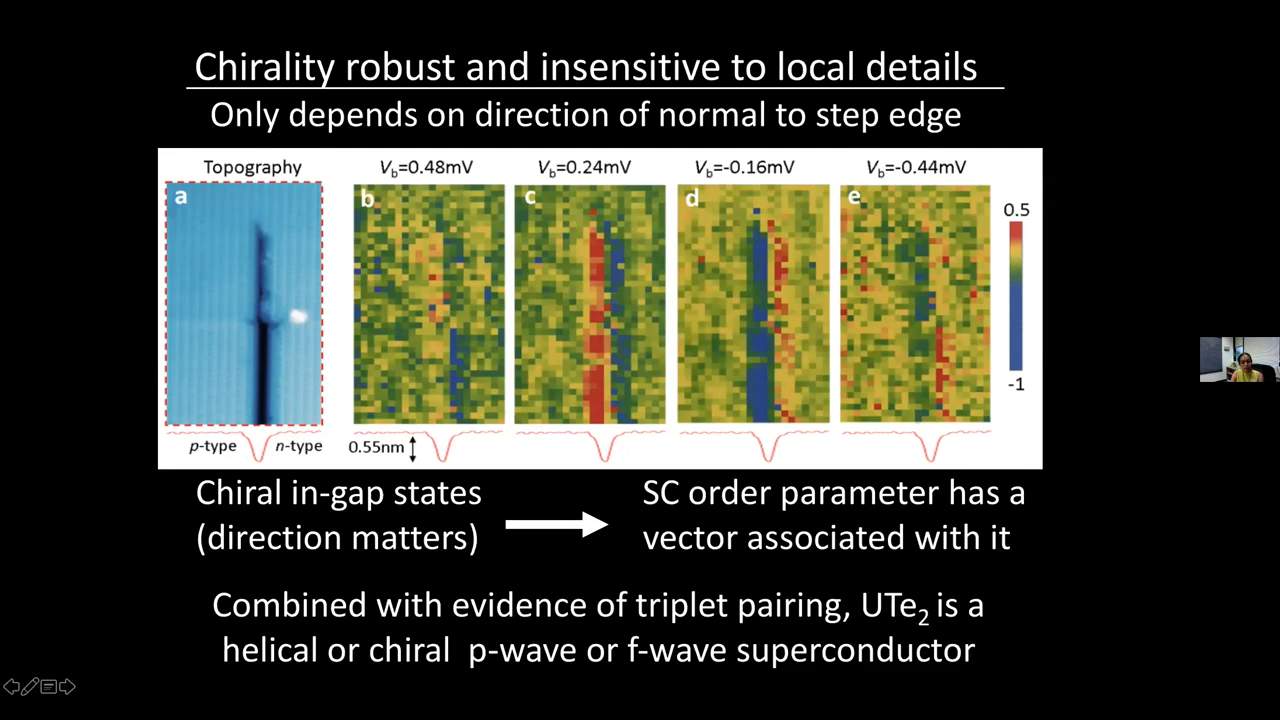 Chirality robust and insensitive to local details
Only depends on direction of normal to step edge
Topography
V_b=0.48mV
V_b=0.24mV
V_b=-0.16mV
V_b=-0.44mV
a
b
c
d
e
0.5
-1
p-type
n-type
0.55nm
Chiral in-gap states
(direction matters)
SC order parameter has a
vector associated with it
Combined with evidence of triplet pairing, UTe₂ is a
helical or chiral p-wave or f-wave superconductor